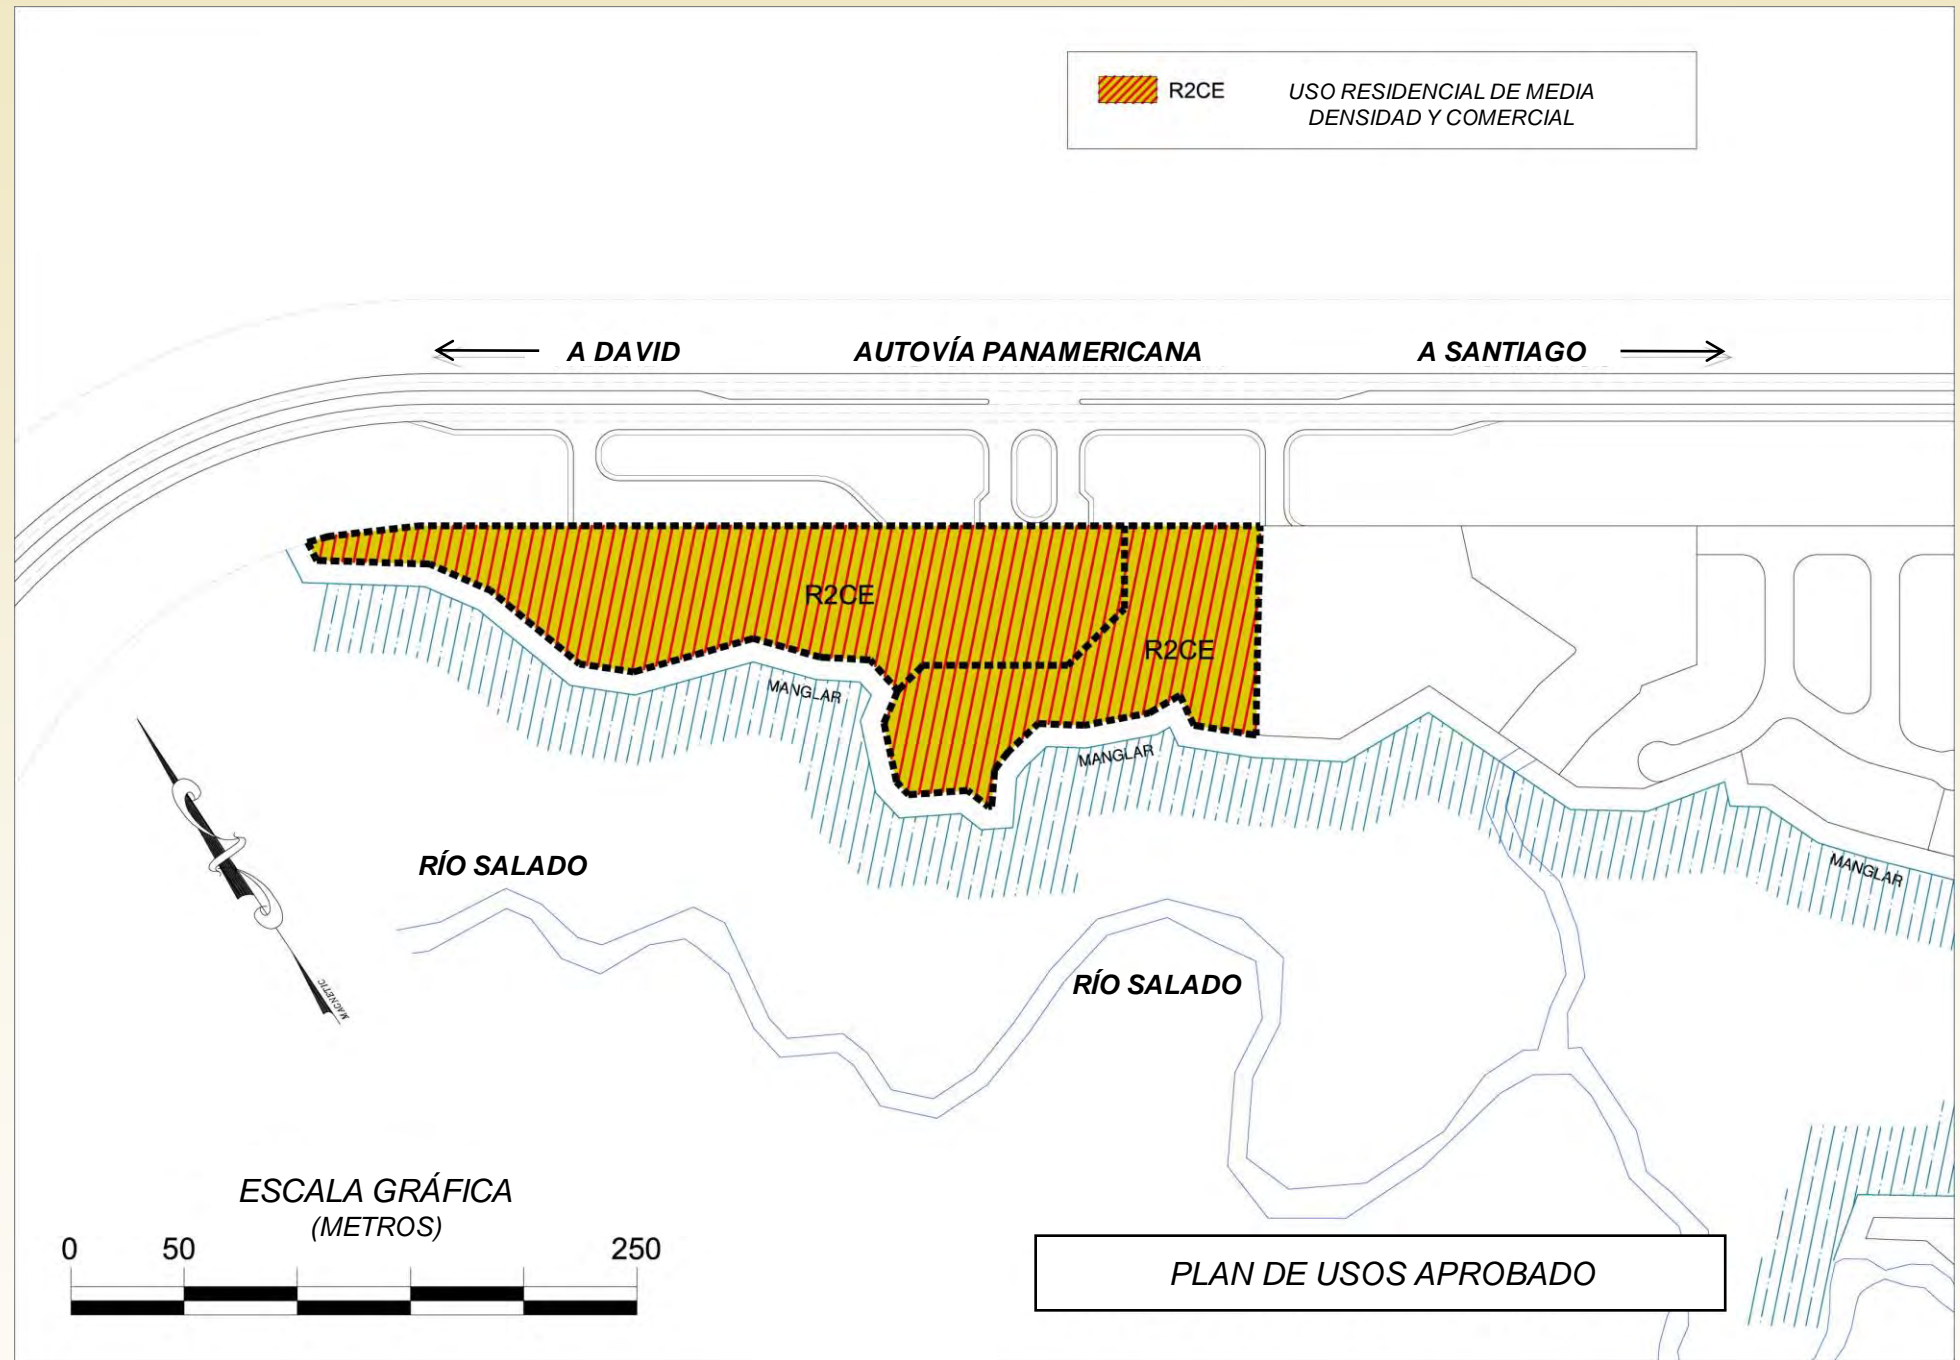 R2CE
USO RESIDENCIAL DE MEDIA
DENSIDAD Y COMERCIAL
A DAVID
AUTOVÍA PANAMERICANA
A SANTIAGO
R2CE
R2CE
MANGLAR
MANGLAR
MANGLAR
RÍO SALADO
RÍO SALADO
MAGNETIC
ESCALA GRÁFICA
(METROS)
0 50 250
PLAN DE USOS APROBADO